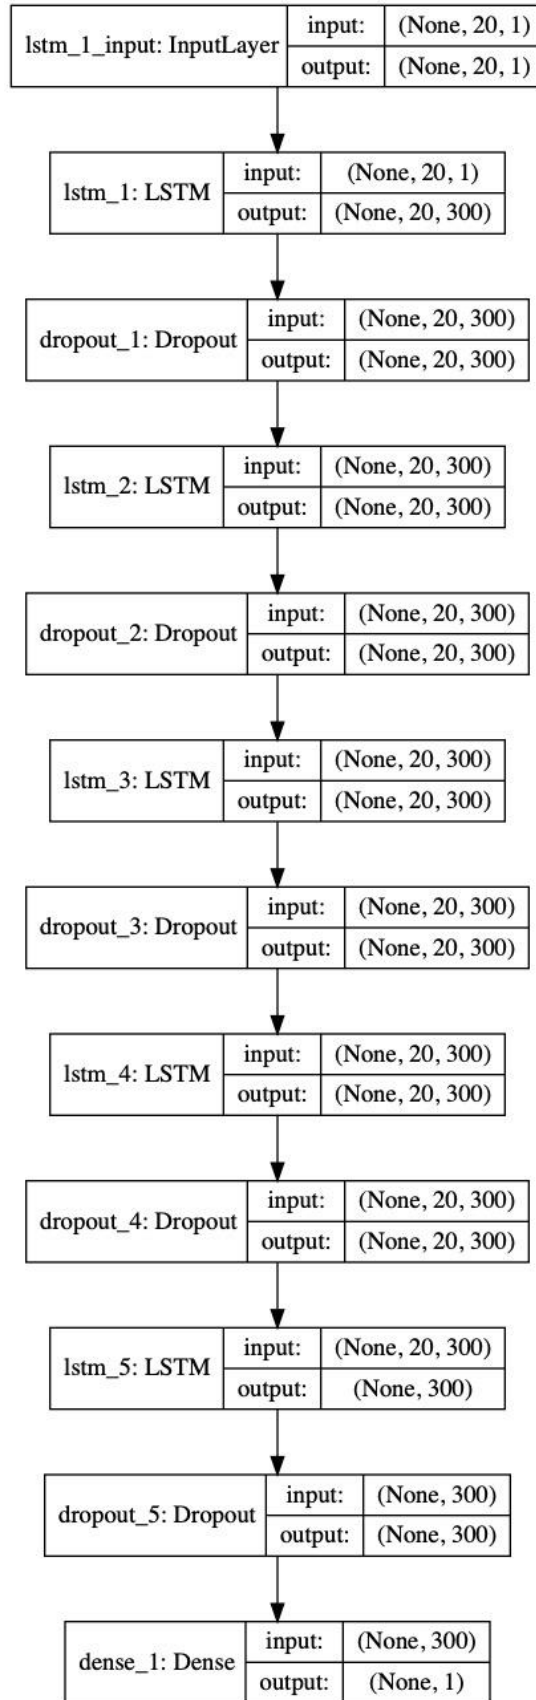 lstm_1_input: InputLayer
input: (None, 20, 1)
output: (None, 20, 1)
lstm_1: LSTM
input: (None, 20, 1)
output: (None, 20, 300)
dropout_1: Dropout
input: (None, 20, 300)
output: (None, 20, 300)
lstm_2: LSTM
input: (None, 20, 300)
output: (None, 20, 300)
dropout_2: Dropout
input: (None, 20, 300)
output: (None, 20, 300)
lstm_3: LSTM
input: (None, 20, 300)
output: (None, 20, 300)
dropout_3: Dropout
input: (None, 20, 300)
output: (None, 20, 300)
lstm_4: LSTM
input: (None, 20, 300)
output: (None, 20, 300)
dropout_4: Dropout
input: (None, 20, 300)
output: (None, 20, 300)
lstm_5: LSTM
input: (None, 20, 300)
output: (None, 300)
dropout_5: Dropout
input: (None, 300)
output: (None, 300)
dense_1: Dense
input: (None, 300)
output: (None, 1)